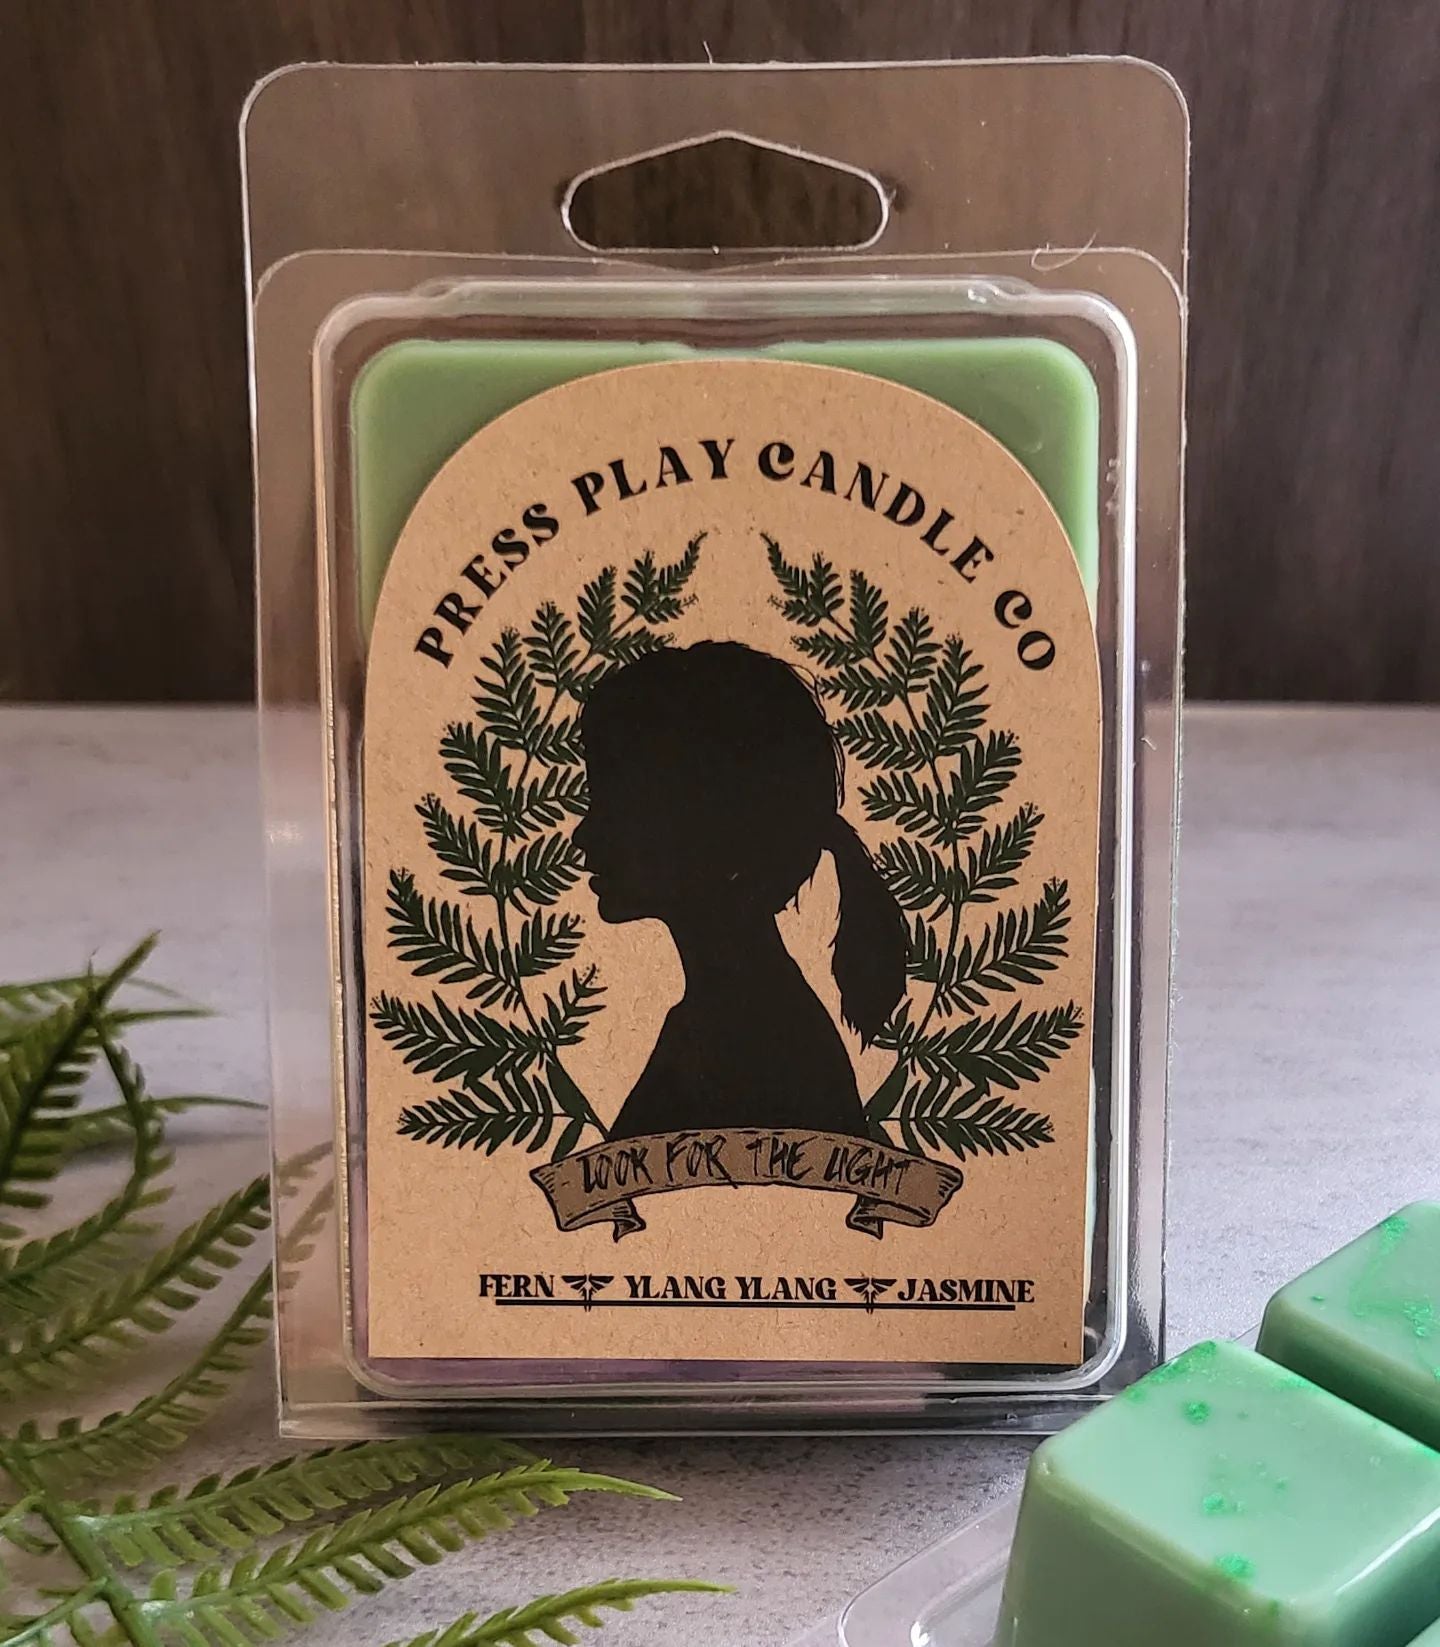 PRESS PLAY CANDLE CO
LOOK FOR THE LIGHT
FERN YLANG YLANG JASMINE